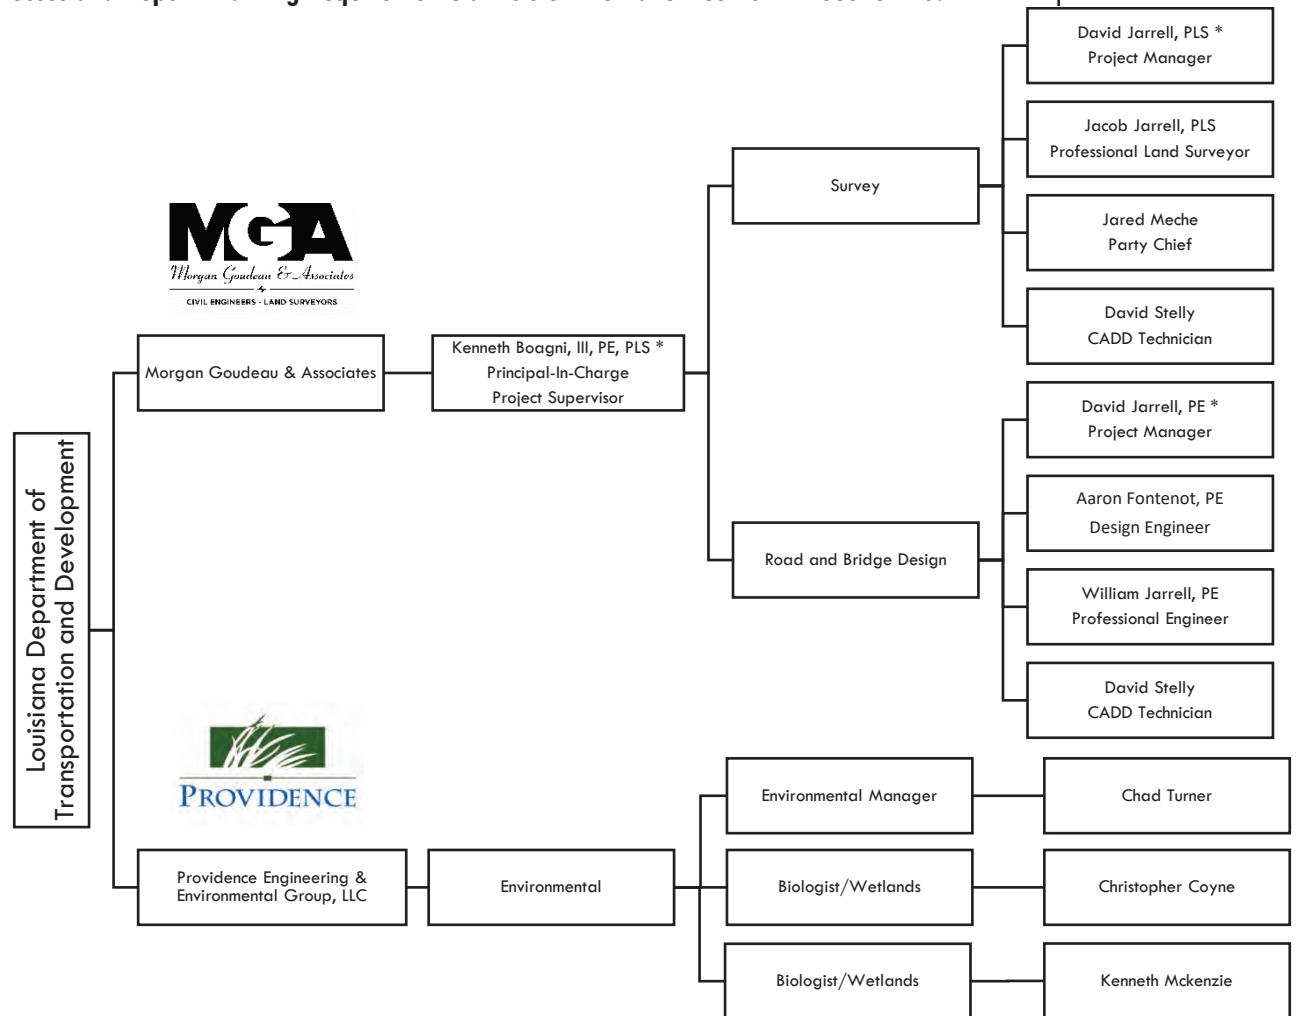 David Jarrell, PLS *
Project Manager
Jacob Jarrell, PLS
Professional Land Surveyor
Survey
Jared Meche
Party Chief
MGA
Morgan Goudeau & Associates
CIVIL ENGINEERS - LAND SURVEYORS
David Stelly
CADD Technician
Morgan Goudeau & Associates
Kenneth Boagni, III, PE, PLS *
Principal-In-Charge
Project Supervisor
David Jarrell, PE *
Project Manager
Louisiana Department of
Transportation and Development
Aaron Fontenot, PE
Design Engineer
Road and Bridge Design
William Jarrell, PE
Professional Engineer
David Stelly
CADD Technician
PROVIDENCE
Environmental Manager
Chad Turner
Providence Engineering &
Environmental Group, LLC
Environmental
Biologist/Wetlands
Christopher Coyne
Biologist/Wetlands
Kenneth Mckenzie